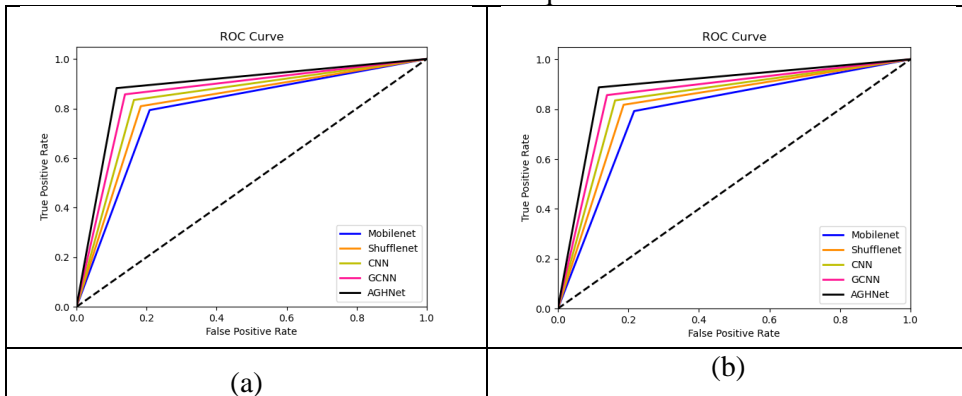 ROC Curve
1.0
0.8
0.6
0.4
0.2
0.0
True Positive Rate
0.0 0.2 0.4 0.6 0.8 1.0
False Positive Rate
Mobilenet
Shufflenet
CNN
GCNN
AGHNet
(a)
ROC Curve
1.0
0.8
0.6
0.4
0.2
0.0
True Positive Rate
0.0 0.2 0.4 0.6 0.8 1.0
False Positive Rate
Mobilenet
Shufflenet
CNN
GCNN
AGHNet
(b)